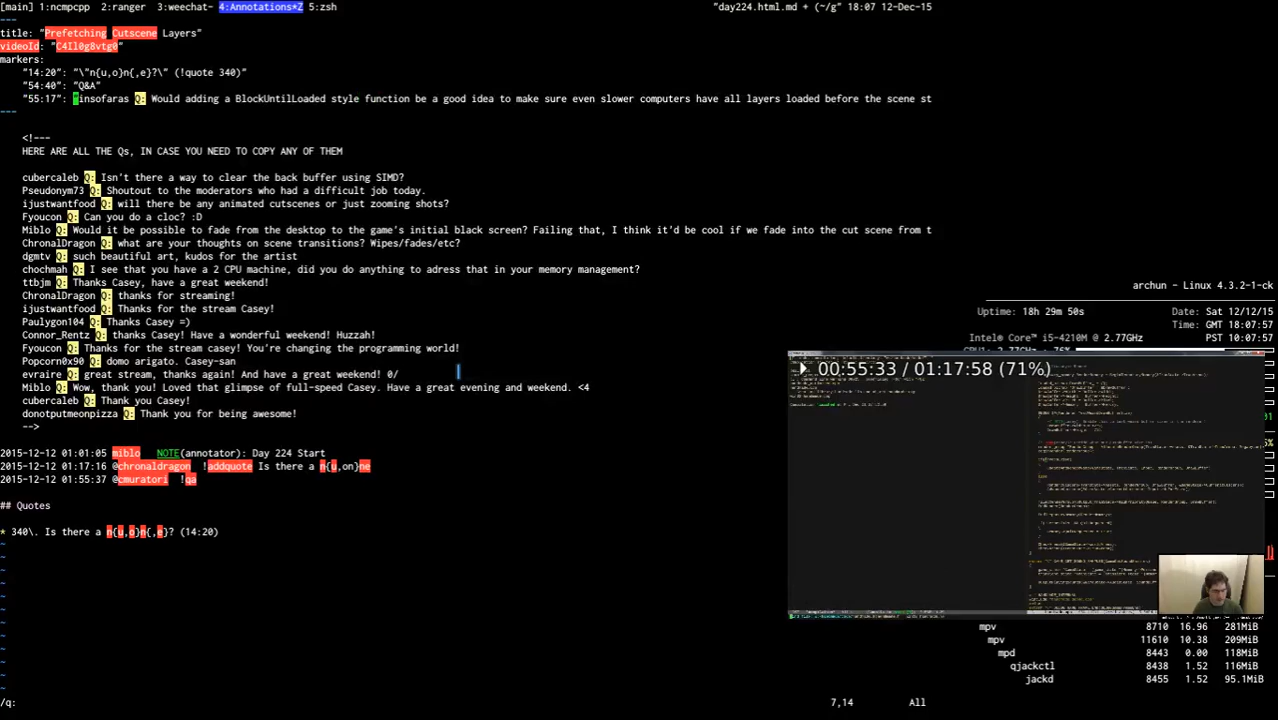 [main] 1:ncmpcpp 2:ranger 3:weechat- 4:Annotations*Z 5:zsh "day224.html.md + (~/g" 18:07 12-Dec-15
---
title: "Prefetching Cutscene Layers"
videoId: "C4Il0g8vtg0"
markers:
"14:20": "\"n{u,o}n{,e}?\" (!quote 340)"
"54:40": "Q&A"
"55:17": "insofaras Q: Would adding a BlockUntilLoaded style function be a good idea to make sure even slower computers have all layers loaded before the scene st
---
<!---
HERE ARE ALL THE Qs, IN CASE YOU NEED TO COPY ANY OF THEM
cubercaleb Q: Isn't there a way to clear the back buffer using SIMD?
Pseudonym73 Q: Shoutout to the moderators who had a difficult job today.
ijustwantfood Q: will there be any animated cutscenes or just zooming shots?
Fyoucon Q: Can you do a cloc? :D
Miblo Q: Would it be possible to fade from the desktop to the game's initial black screen? Failing that, I think it'd be cool if we fade into the cut scene from t
ChronalDragon Q: what are your thoughts on scene transitions? Wipes/fades/etc?
dgmtv Q: such beautiful art, kudos for the artist
chochmah Q: I see that you have a 2 CPU machine, did you do anything to adress that in your memory management?
ttbjm Q: Thanks Casey, have a great weekend!
ChronalDragon Q: thanks for streaming!
ijustwantfood Q: Thanks for the stream Casey!
Paulygon104 Q: Thanks Casey =)
Connor_Rentz Q: thanks Casey! Have a wonderful weekend! Huzzah!
Fyoucon Q: Thanks for the stream casey! You're changing the programming world!
Popcorn0x90 Q: domo arigato. Casey-san
evraire Q: great stream, thanks again! And have a great weekend! 0/
Miblo Q: Wow, thank you! Loved that glimpse of full-speed Casey. Have a great evening and weekend. <4
cubercaleb Q: Thank you Casey!
donotputmeonpizza Q: Thank you for being awesome!
-->
2015-12-12 01:01:05 miblo NOTE(annotator): Day 224 Start
2015-12-12 01:17:16 @chronaldragon !addquote Is there a n{u,on}ne
2015-12-12 01:55:37 @cmuratori !qa
## Quotes
* 340\. Is there a n{u,o}n{,e}? (14:20)
~
~
~
~
~
~
~
~
~
~
~
~
/q: 7,14 All
archun - Linux 4.3.2-1-ck
Uptime: 18h 29m 50s Date: Sat 12/12/15
Time: GMT 18:07:57
Intel® Core™ i5-4210M @ 2.77GHz PST 10:07:57
00:55:33 / 01:17:58 (71%)
mpv 8710 16.96 281MiB
mpv 11610 10.38 209MiB
mpd 8443 0.00 118MiB
qjackctl 8438 1.52 116MiB
jackd 8455 1.52 95.1MiB